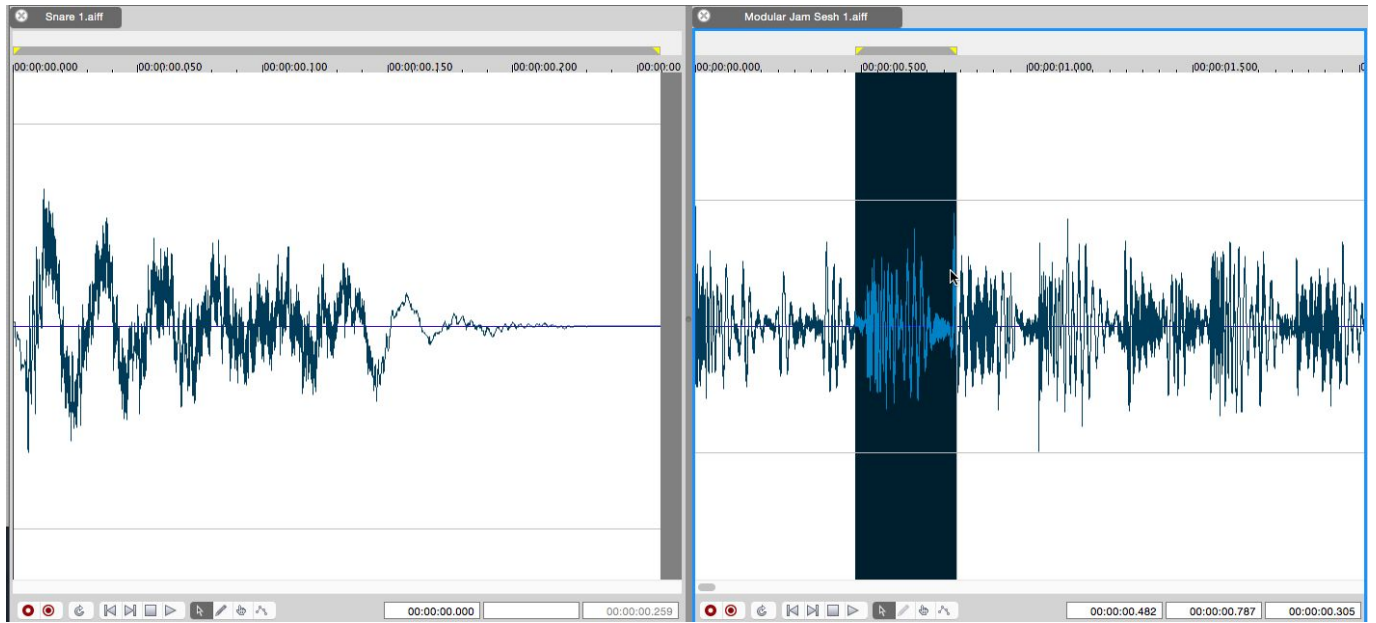 Snare 1.aiff
Modular Jam Sesh 1.aiff
00:00:00.000 00:00:00.050 00:00:00.100 00:00:00.150 00:00:00.200 00:00:00
00:00:00.000 00:00:00.500 00:00:01.000 00:00:01.500
00:00:00.000 00:00:00.259
00:00:00.482 00:00:00.787 00:00:00.305